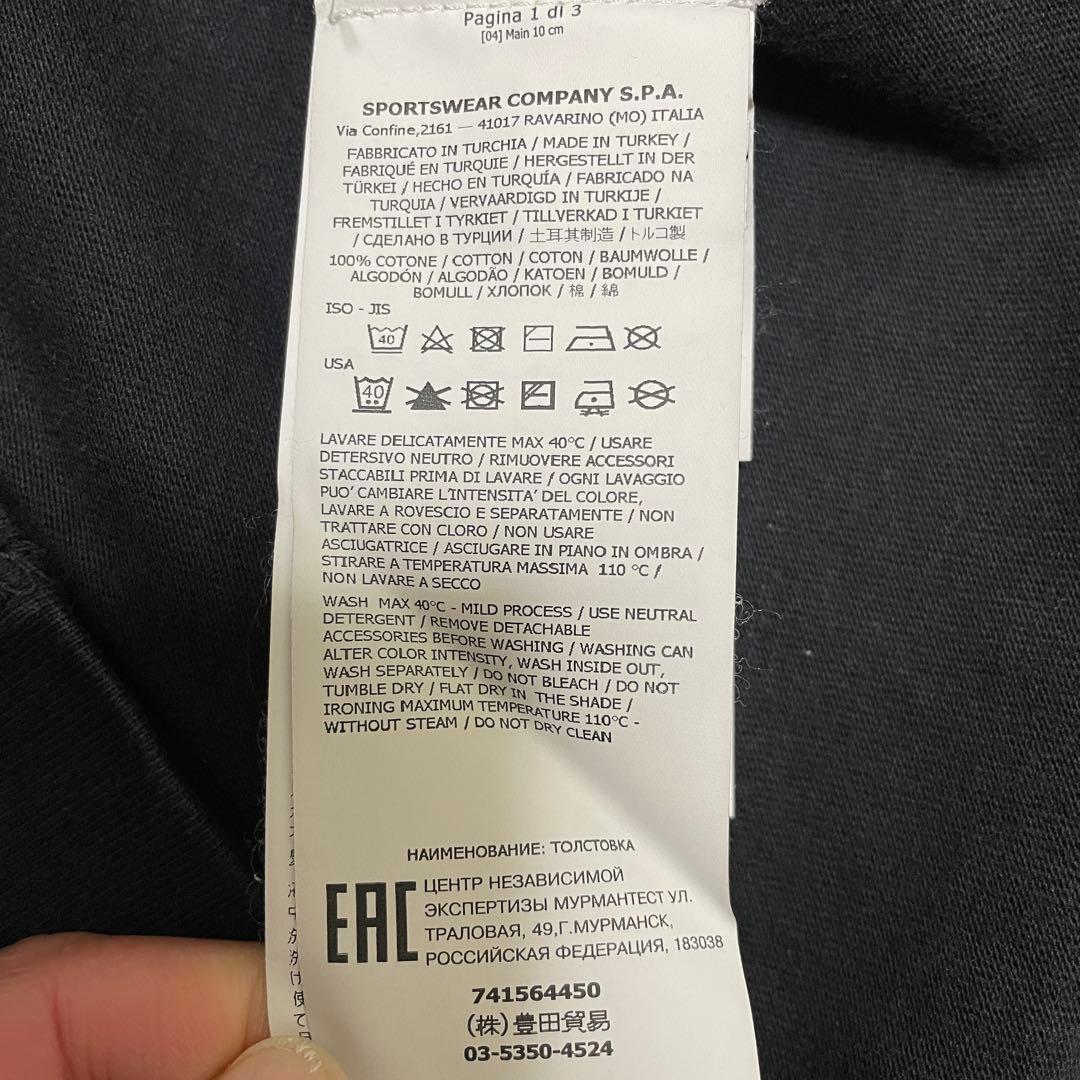 Pagina 1 di 3
[04] Main 10 cm
SPORTSWEAR COMPANY S.P.A.
Via Confine,2161 — 41017 RAVARINO (MO) ITALIA
FABBRICATO IN TURCHIA / MADE IN TURKEY /
FABRIQUÉ EN TURQUIE / HERGESTELLT IN DER
TÜRKEI / HECHO EN TURQUÍA / FABRICADO NA
TURQUIA / VERVAARDIGD IN TURKIJE /
FREMSTILLET I TYRKIET / TILLVERKAD I TURKIET
/ СДЕЛАНО В ТУРЦИИ / 土耳其制造 / トルコ製
100% COTONE / COTTON / COTON / BAUMWOLLE /
ALGODÓN / ALGODÃO / KATOEN / BOMULD /
BOMULL / ХЛОПОК / 棉 / 綿
ISO - JIS
40
USA
40
LAVARE DELICATAMENTE MAX 40°C / USARE
DETERSIVO NEUTRO / RIMUOVERE ACCESSORI
STACCABILI PRIMA DI LAVARE / OGNI LAVAGGIO
PUO' CAMBIARE L'INTENSITA' DEL COLORE,
LAVARE A ROVESCIO E SEPARATAMENTE / NON
TRATTARE CON CLORO / NON USARE
ASCIUGATRICE / ASCIUGARE IN PIANO IN OMBRA /
STIRARE A TEMPERATURA MASSIMA 110 °C /
NON LAVARE A SECCO
WASH MAX 40°C - MILD PROCESS / USE NEUTRAL
DETERGENT / REMOVE DETACHABLE
ACCESSORIES BEFORE WASHING / WASHING CAN
ALTER COLOR INTENSITY, WASH INSIDE OUT,
WASH SEPARATELY / DO NOT BLEACH / DO NOT
TUMBLE DRY / FLAT DRY IN THE SHADE /
IRONING MAXIMUM TEMPERATURE 110°C -
WITHOUT STEAM / DO NOT DRY CLEAN
НАИМЕНОВАНИЕ: ТОЛСТОВКА
EAC
ЦЕНТР НЕЗАВИСИМОЙ
ЭКСПЕРТИЗЫ МУРМАНТЕСТ УЛ.
ТРАЛОВАЯ, 49,Г.МУРМАНСК,
РОССИЙСКАЯ ФЕДЕРАЦИЯ, 183038
741564450
(株)豊田貿易
03-5350-4524